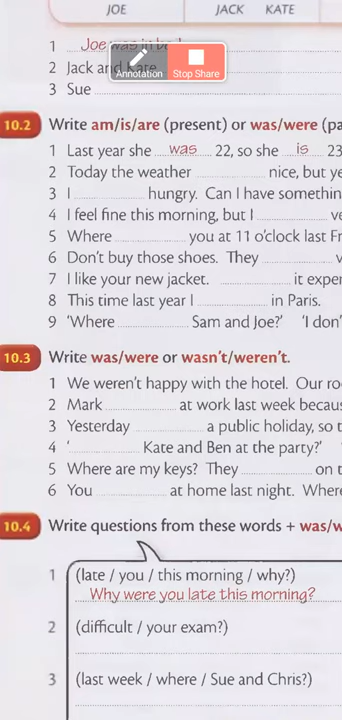 JOE JACK KATE
1 Joe was in bed.
2 Jack and Kate
3 Sue
Annotation Stop Share
10.2 Write am/is/are (present) or was/were (pa
1 Last year she was 22, so she is 23
2 Today the weather nice, but ye
3 I hungry. Can I have somethin
4 I feel fine this morning, but I ve
5 Where you at 11 o'clock last Fr
6 Don't buy those shoes. They v
7 I like your new jacket. it exper
8 This time last year I in Paris.
9 'Where Sam and Joe?' 'I don'
10.3 Write was/were or wasn't/weren't.
1 We weren't happy with the hotel. Our ro
2 Mark at work last week becau
3 Yesterday a public holiday, so t
4 ' Kate and Ben at the party?'
5 Where are my keys? They on t
6 You at home last night. Where
10.4 Write questions from these words + was/w
1 (late / you / this morning / why?)
Why were you late this morning?
2 (difficult / your exam?)
3 (last week / where / Sue and Chris?)